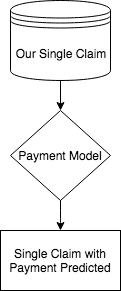 Our Single Claim
Payment Model
Single Claim with
Payment Predicted